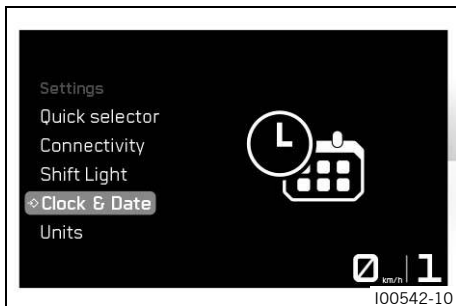 Settings
Quick selector
Connectivity
Shift Light
Clock & Date
Units
0 km/h 1
I00542-10